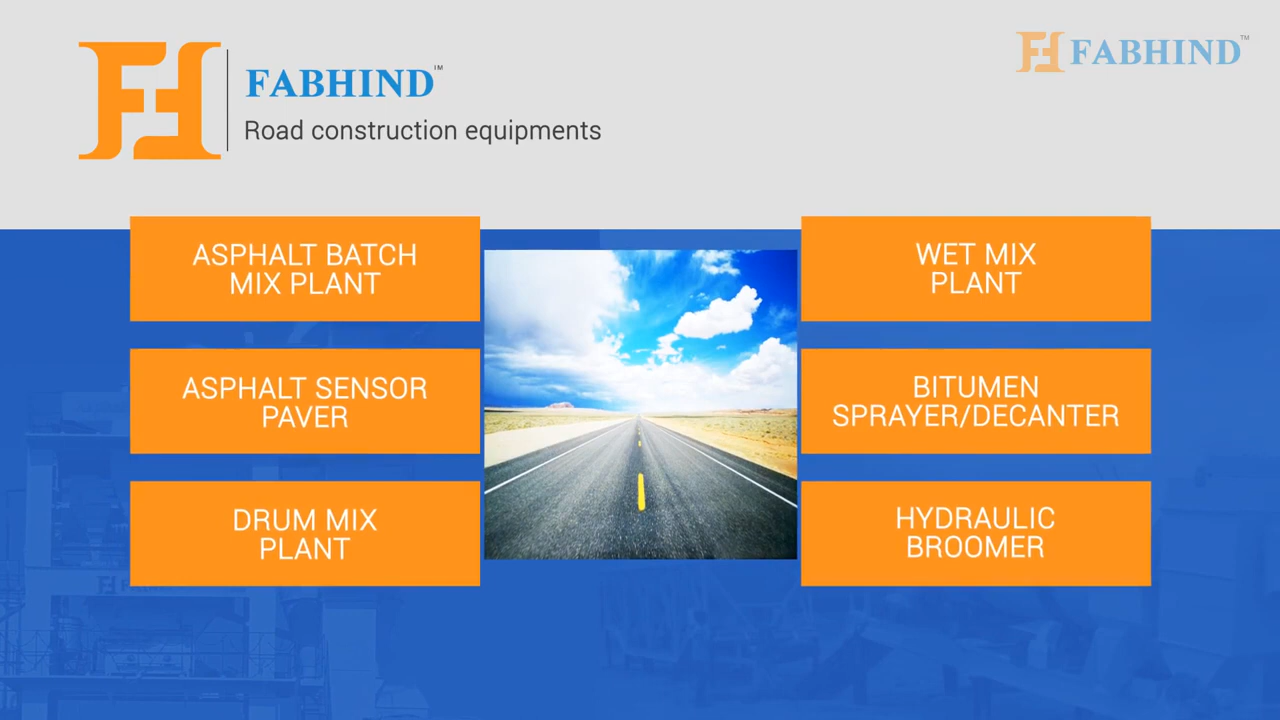 FABHIND™
Road construction equipments
FABHIND™
ASPHALT BATCH
MIX PLANT
ASPHALT SENSOR
PAVER
DRUM MIX
PLANT
WET MIX
PLANT
BITUMEN
SPRAYER/DECANTER
HYDRAULIC
BROOMER